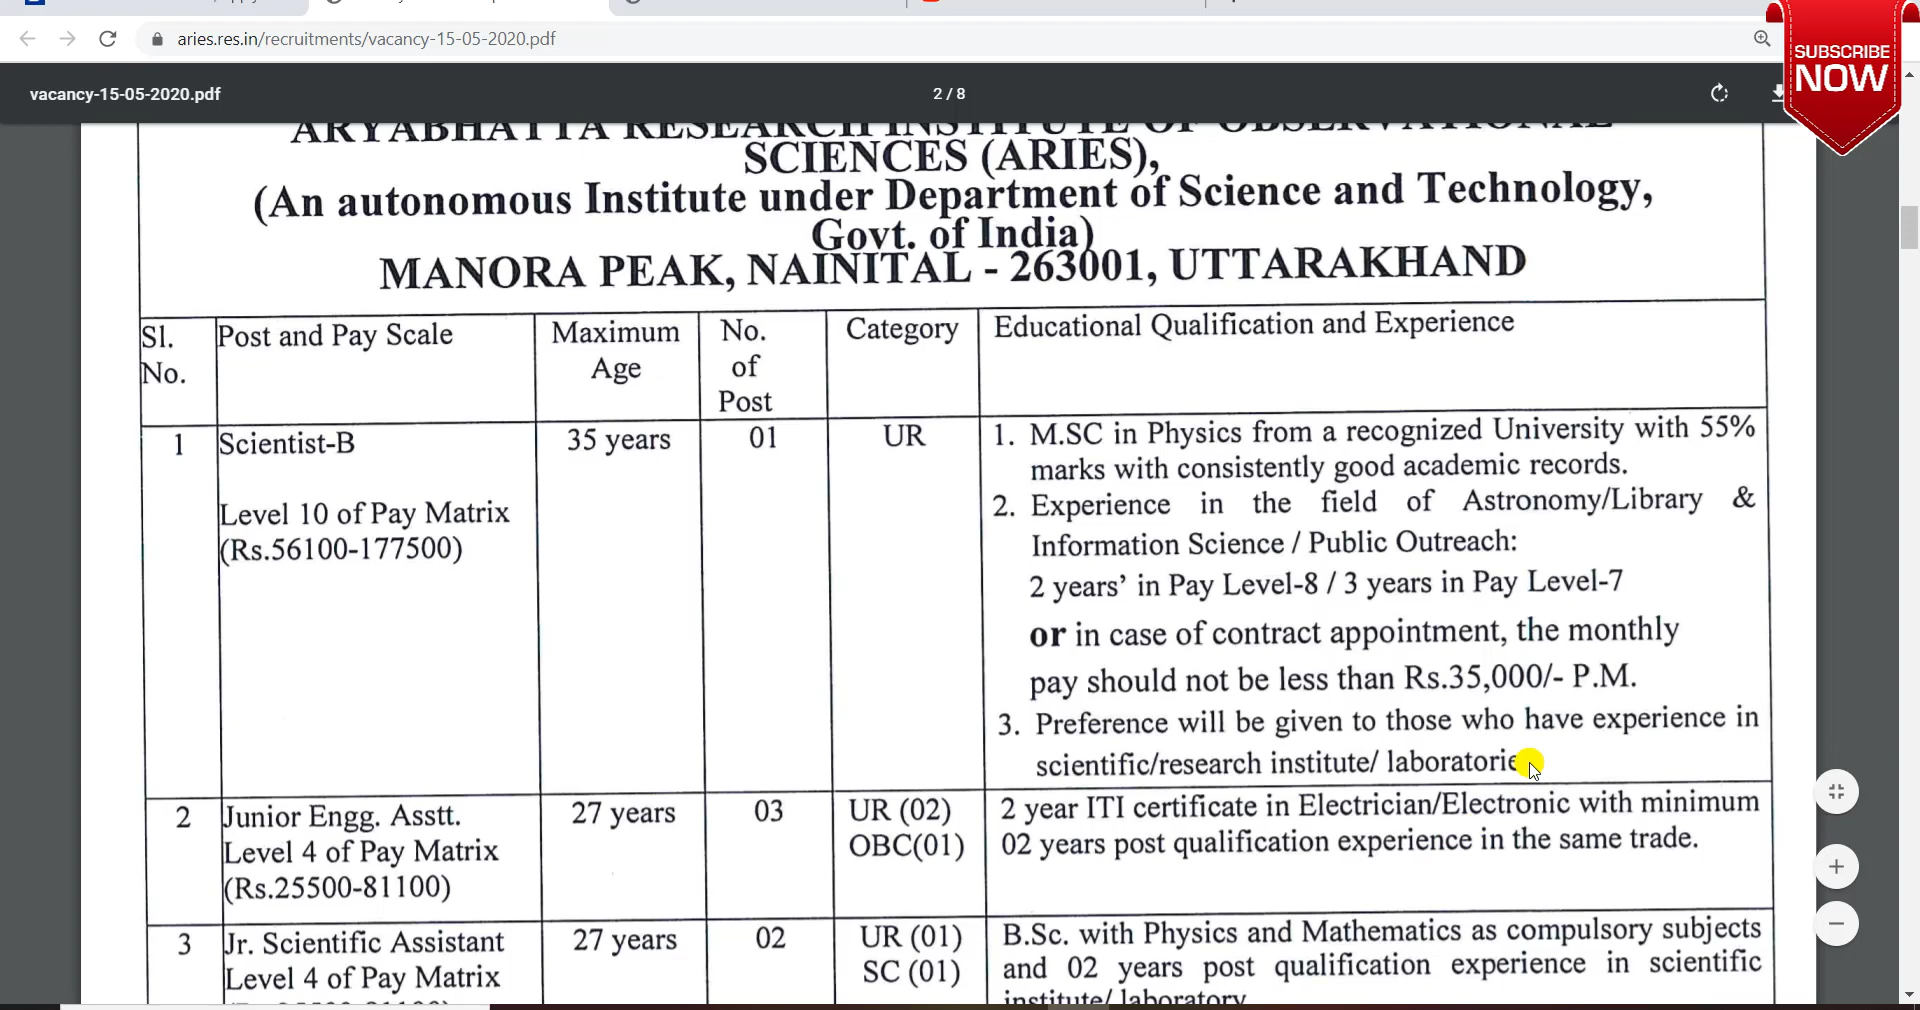 aries.res.in/recruitments/vacancy-15-05-2020.pdf
SUBSCRIBE
NOW
vacancy-15-05-2020.pdf
2 / 8
ARYABHATTA RESEARCH INSTITUTE OF OBSERVATIONAL
SCIENCES (ARIES),
(An autonomous Institute under Department of Science and Technology,
Govt. of India)
MANORA PEAK, NAINITAL - 263001, UTTARAKHAND
Sl. No.
Post and Pay Scale
Maximum Age
No. of Post
Category
Educational Qualification and Experience
1
Scientist-B
Level 10 of Pay Matrix
(Rs.56100-177500)
35 years
01
UR
1. M.SC in Physics from a recognized University with 55%
marks with consistently good academic records.
2. Experience in the field of Astronomy/Library &
Information Science / Public Outreach:
2 years' in Pay Level-8 / 3 years in Pay Level-7
or in case of contract appointment, the monthly
pay should not be less than Rs.35,000/- P.M.
3. Preference will be given to those who have experience in
scientific/research institute/ laboratorie
2
Junior Engg. Asstt.
Level 4 of Pay Matrix
(Rs.25500-81100)
27 years
03
UR (02)
OBC(01)
2 year ITI certificate in Electrician/Electronic with minimum
02 years post qualification experience in the same trade.
3
Jr. Scientific Assistant
Level 4 of Pay Matrix
27 years
02
UR (01)
SC (01)
B.Sc. with Physics and Mathematics as compulsory subjects
and 02 years post qualification experience in scientific
institute/ laboratory